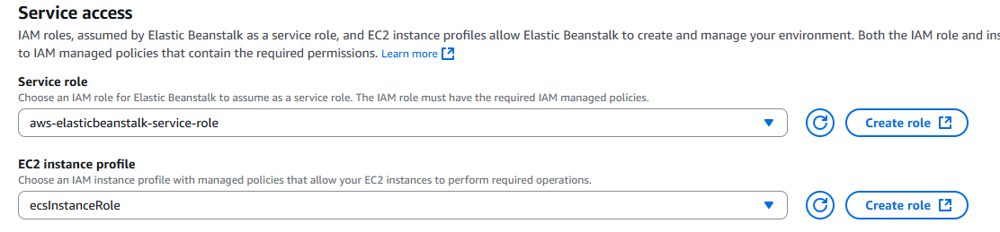 Service access
IAM roles, assumed by Elastic Beanstalk as a service role, and EC2 instance profiles allow Elastic Beanstalk to create and manage your environment. Both the IAM role and
to IAM managed policies that contain the required permissions. Learn more
Service role
Choose an IAM role for Elastic Beanstalk to assume as a service role. The IAM role must have the required IAM managed policies.
aws-elasticbeanstalk-service-role
Create role
EC2 instance profile
Choose an IAM instance profile with managed policies that allow your EC2 instances to perform required operations.
ecsInstanceRole
Create role